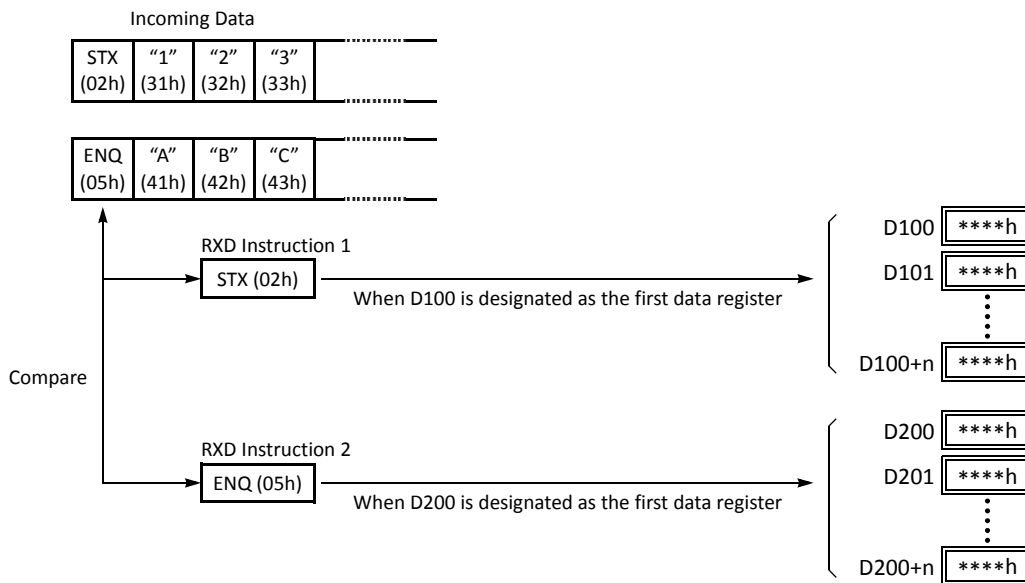 Incoming Data
STX “1” “2” “3”
(02h) (31h) (32h) (33h)
ENQ “A” “B” “C”
(05h) (41h) (42h) (43h)
RXD Instruction 1
STX (02h)
When D100 is designated as the first data register
D100 ****h
D101 ****h
D100+n ****h
Compare
RXD Instruction 2
ENQ (05h)
When D200 is designated as the first data register
D200 ****h
D201 ****h
D200+n ****h